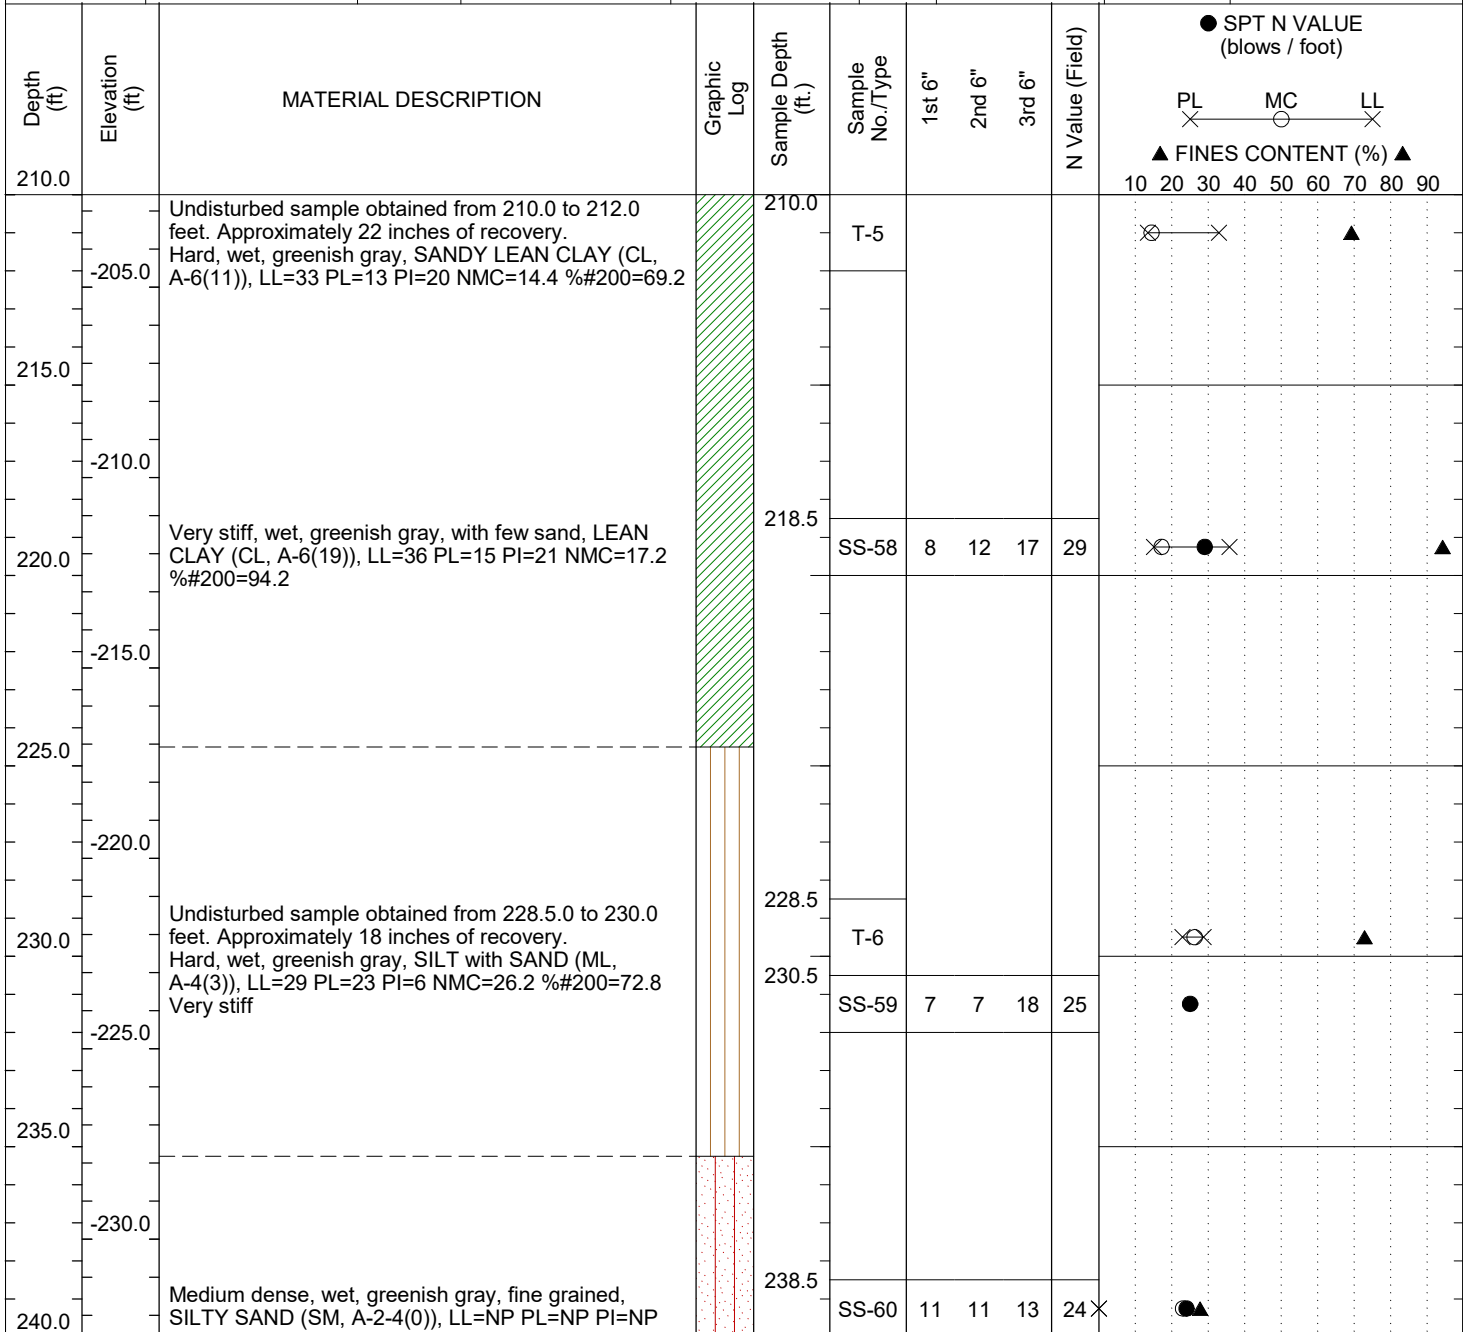 Depth
(ft)
Elevation
(ft)
MATERIAL DESCRIPTION
Graphic
Log
Sample Depth
(ft.)
Sample
No./Type
1st 6"
2nd 6"
3rd 6"
N Value (Field)
SPT N VALUE
(blows / foot)
PL MC LL
▲ FINES CONTENT (%) ▲
10 20 30 40 50 60 70 80 90
210.0
210.0
Undisturbed sample obtained from 210.0 to 212.0
feet. Approximately 22 inches of recovery.
Hard, wet, greenish gray, SANDY LEAN CLAY (CL,
A-6(11)), LL=33 PL=13 PI=20 NMC=14.4 %#200=69.2
T-5
-205.0
215.0
-210.0
218.5
Very stiff, wet, greenish gray, with few sand, LEAN
CLAY (CL, A-6(19)), LL=36 PL=15 PI=21 NMC=17.2
%#200=94.2
SS-58 8 12 17 29
220.0
-215.0
225.0
-220.0
228.5
Undisturbed sample obtained from 228.5.0 to 230.0
feet. Approximately 18 inches of recovery.
Hard, wet, greenish gray, SILT with SAND (ML,
A-4(3)), LL=29 PL=23 PI=6 NMC=26.2 %#200=72.8
Very stiff
T-6
230.0
230.5
SS-59 7 7 18 25
-225.0
235.0
-230.0
238.5
Medium dense, wet, greenish gray, fine grained,
SILTY SAND (SM, A-2-4(0)), LL=NP PL=NP PI=NP
SS-60 11 11 13 24
240.0